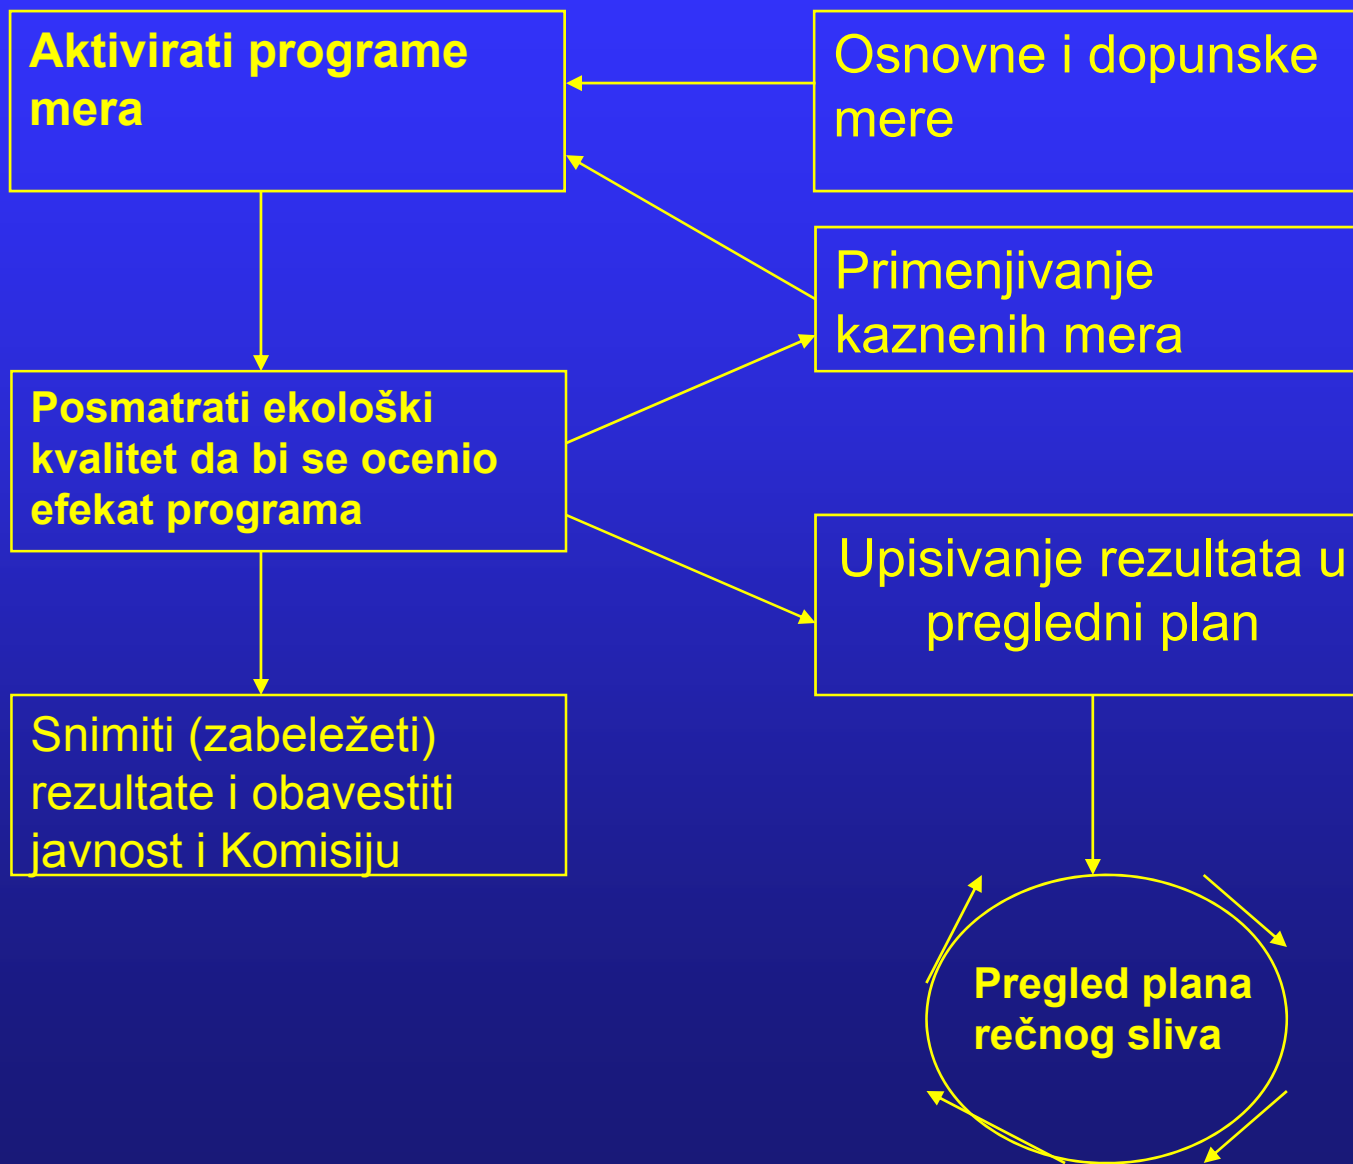 Aktivirati programe
mera
Osnovne i dopunske
mere
Primenjivanje
kaznenih mera
Posmatrati ekološki
kvalitet da bi se ocenio
efekat programa
Upisivanje rezultata u
pregledni plan
Snimiti (zabeležeti)
rezultate i obavestiti
javnost i Komisiju
Pregled plana
rečnog sliva